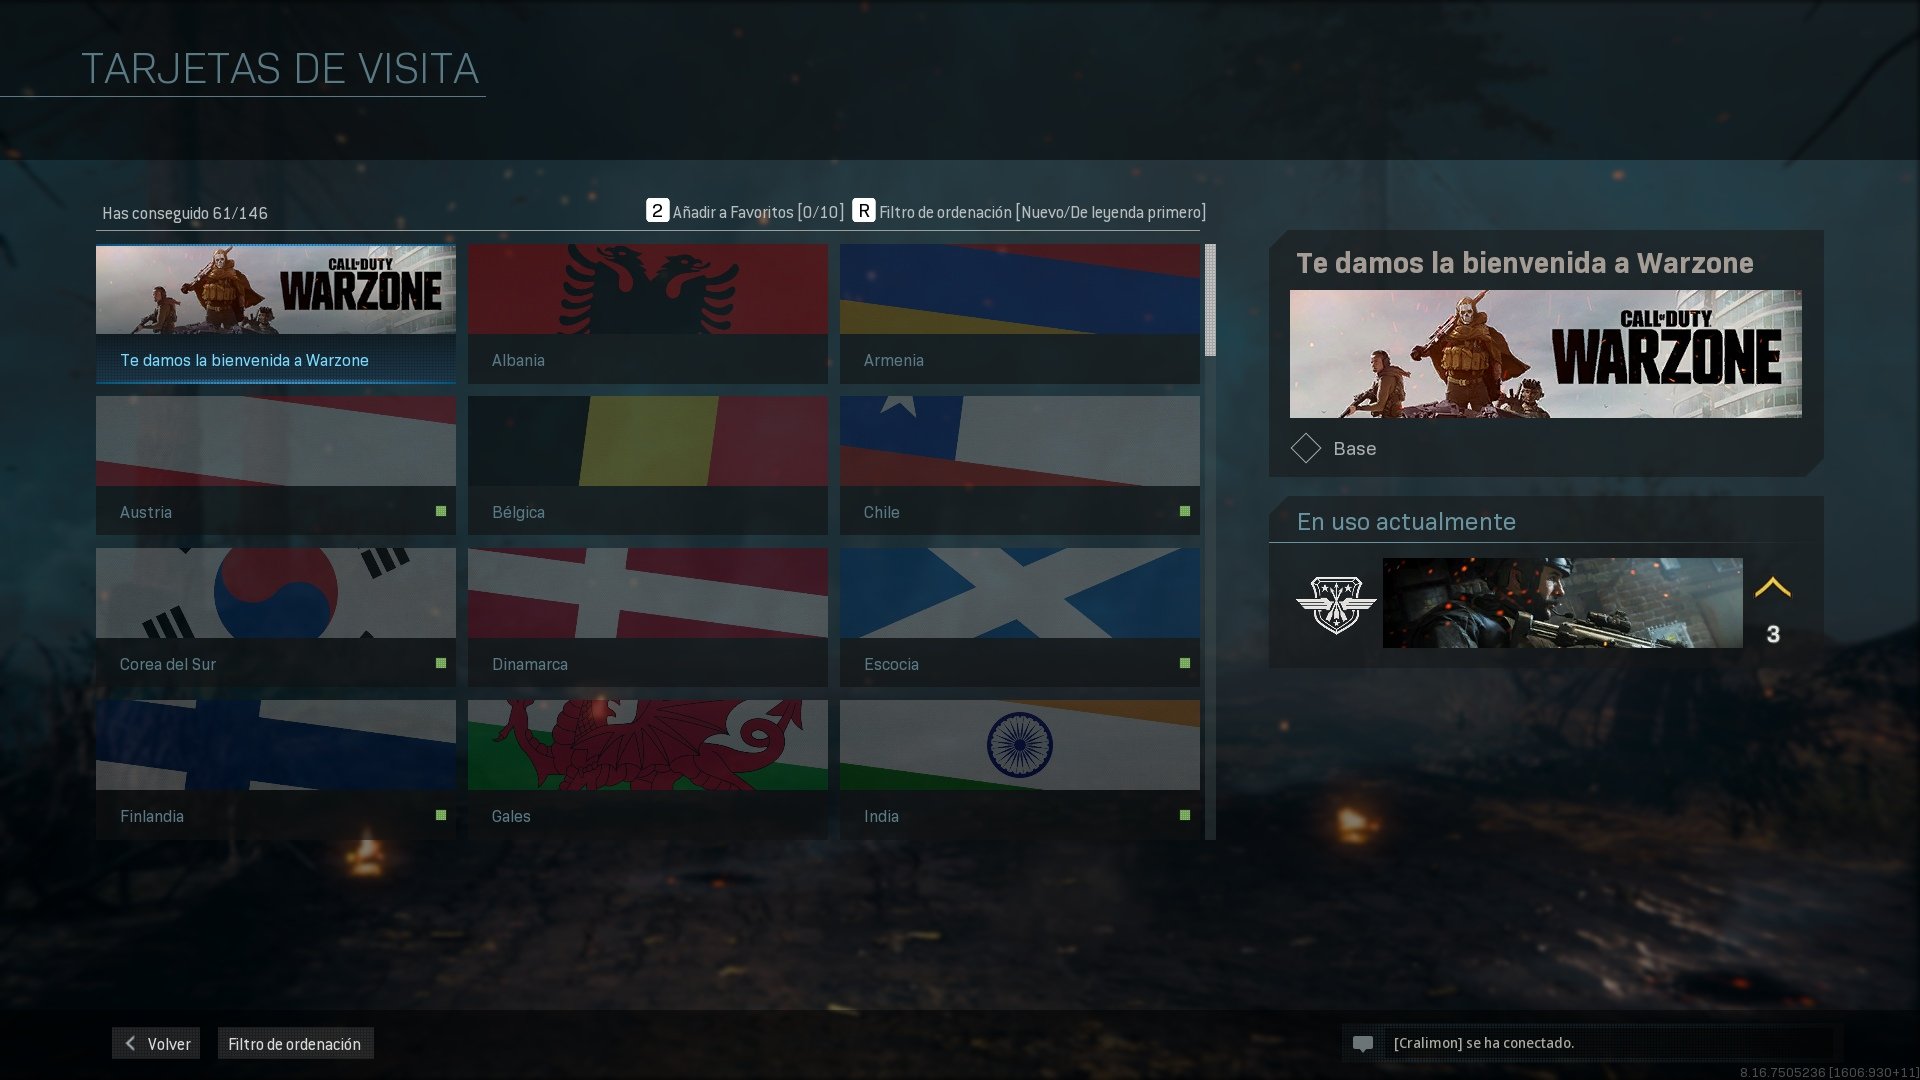 TARJETAS DE VISITA
Has conseguido 61/146
2 Añadir a Favoritos [0/10] R Filtro de ordenación [Nuevo/De leyenda primero]
CALL OF DUTY
WARZONE
Te damos la bienvenida a Warzone
Albania
Armenia
Austria
Bélgica
Chile
Corea del Sur
Dinamarca
Escocia
Finlandia
Gales
India
Te damos la bienvenida a Warzone
CALL OF DUTY
WARZONE
Base
En uso actualmente
3
Volver
Filtro de ordenación
[Cralimon] se ha conectado.
8.16.7505236 [1606:930+11]